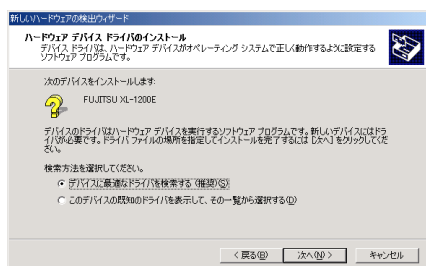 新しいハードウェアの検出ウィザード
ハードウェア デバイス ドライバのインストール
デバイス ドライバは、ハードウェア デバイスがオペレーティング システムで正しく動作するように設定する
ソフトウェア プログラムです。
次のデバイスをインストールします:
FUJITSU XL-1200E
デバイスのドライバはハードウェア デバイスを実行するソフトウェア プログラムです。新しいデバイスにはドラ
イバが必要です。ドライバ ファイルの場所を指定してインストールを完了するには [次へ] をクリックしてくだ
さい。
検索方法を選択してください。
デバイスに最適なドライバを検索する (推奨)(S)
このデバイスの既知のドライバを表示して、その一覧から選択する(D)
< 戻る(B)
次へ(N) >
キャンセル